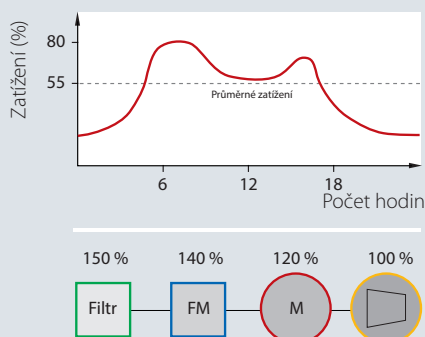 Zatížení (%)
80
55
Průměrné zatížení
6 12 18
Počet hodin
150 % 140 % 120 % 100 %
Filtr FM M